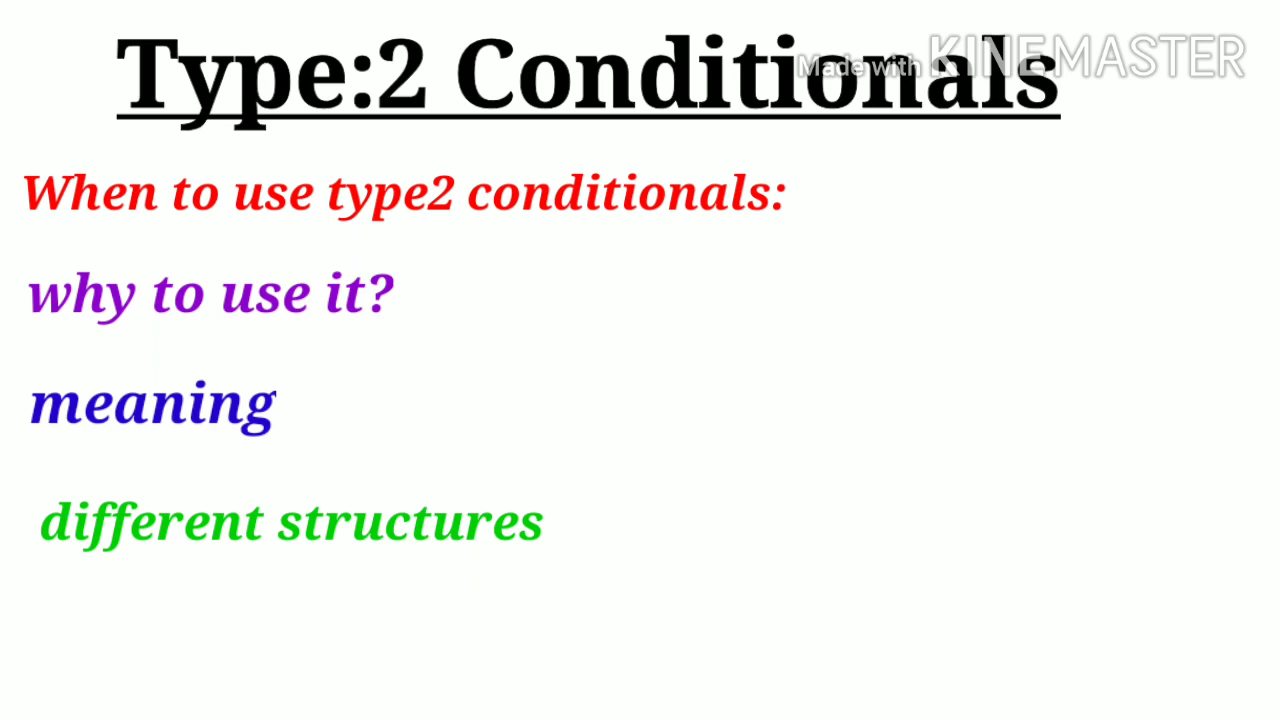 Type:2 Conditionals
Made with KINEMASTER
When to use type2 conditionals:
why to use it?
meaning
different structures